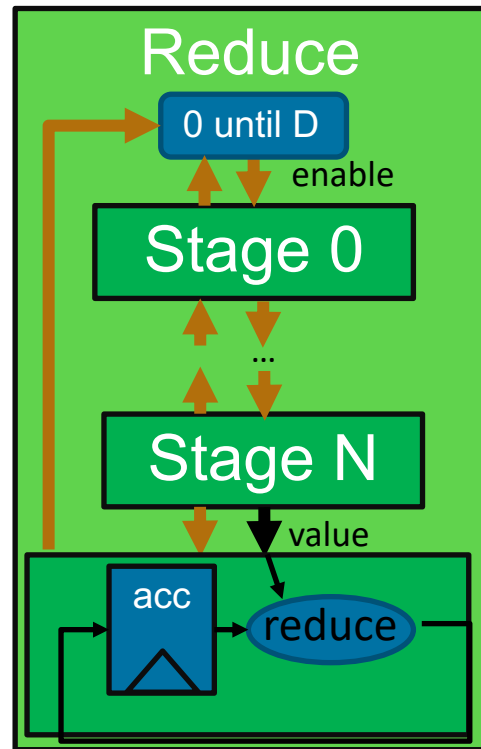 Reduce
0 until D
enable
Stage 0
...
Stage N
value
acc
reduce